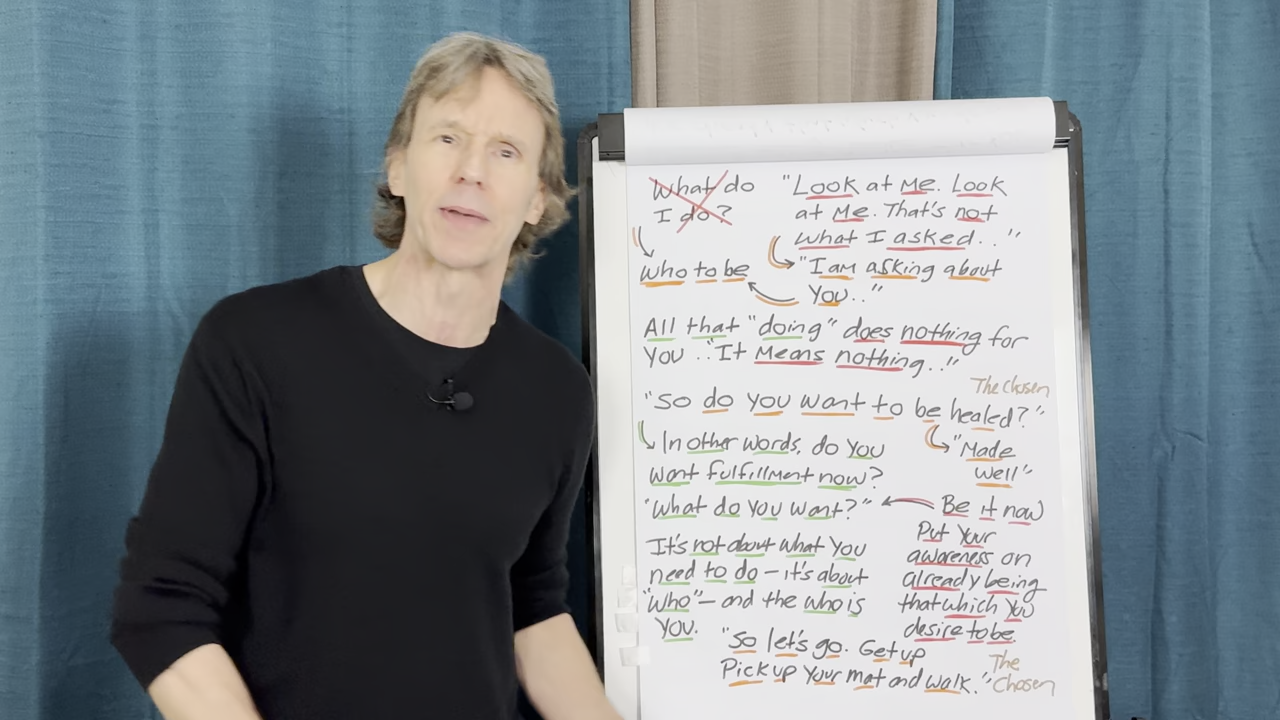 What do
I do?
"Look at Me. Look
at Me. That's not
what I asked.."
Who to be
"I am asking about
You.."
All that "doing" does nothing for
You.."It Means nothing.."
The Chosen
"So do you want to be healed?"
In other words, do you
want fulfillment now?
"Made
well"
"What do you want?"
Be it now
Put Your
awareness on
already being
that which you
desire to be.
It's not about what you
need to do – it's about
"who" – and the who is
You.
"So let's go. Get up
Pick up Your mat and walk."
The
Chosen